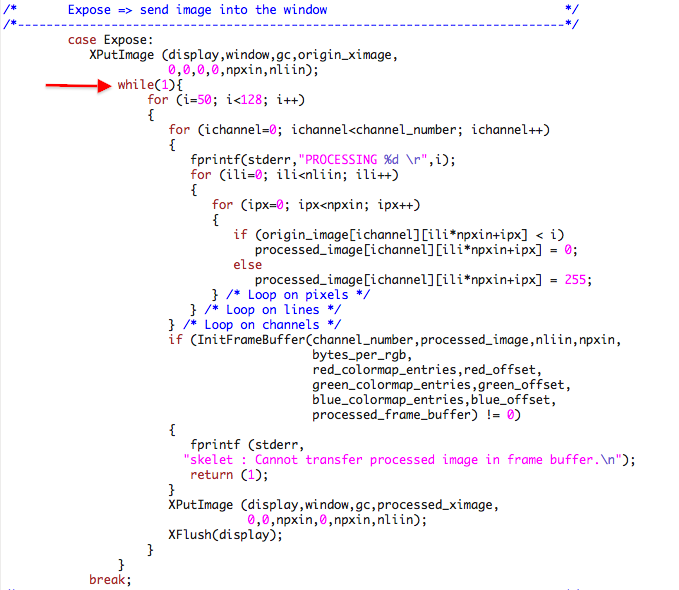 /*       Expose => send image into the window                                */
/*--------------------------------------------------------------------------*/
         case Expose:
            XPutImage (display,window,gc,origin_ximage,
                       0,0,0,0,npxin,nliin);
                while(1){
                    for (i=50; i<128; i++)
                    {
                       for (ichannel=0; ichannel<channel_number; ichannel++)
                       {
                          fprintf(stderr,"PROCESSING %d \r",i);
                          for (ili=0; ili<nliin; ili++)
                          {
                             for (ipx=0; ipx<npxin; ipx++)
                             {
                                if (origin_image[ichannel][ili*npxin+ipx] < i)
                                   processed_image[ichannel][ili*npxin+ipx] = 0;
                                else
                                   processed_image[ichannel][ili*npxin+ipx] = 255;
                             } /* Loop on pixels */
                          } /* Loop on lines */
                       } /* Loop on channels */
                       if (InitFrameBuffer(channel_number,processed_image,nliin,npxin,
                                           bytes_per_rgb,
                                           red_colormap_entries,red_offset,
                                           green_colormap_entries,green_offset,
                                           blue_colormap_entries,blue_offset,
                                           processed_frame_buffer) != 0)
                       {
                          fprintf (stderr,
                         "skelet : Cannot transfer processed image in frame buffer.\n");
                          return (1);
                       }
                       XPutImage (display,window,gc,processed_ximage,
                                  0,0,npxin,0,npxin,nliin);
                       XFlush(display);
                    }
                }
            break;